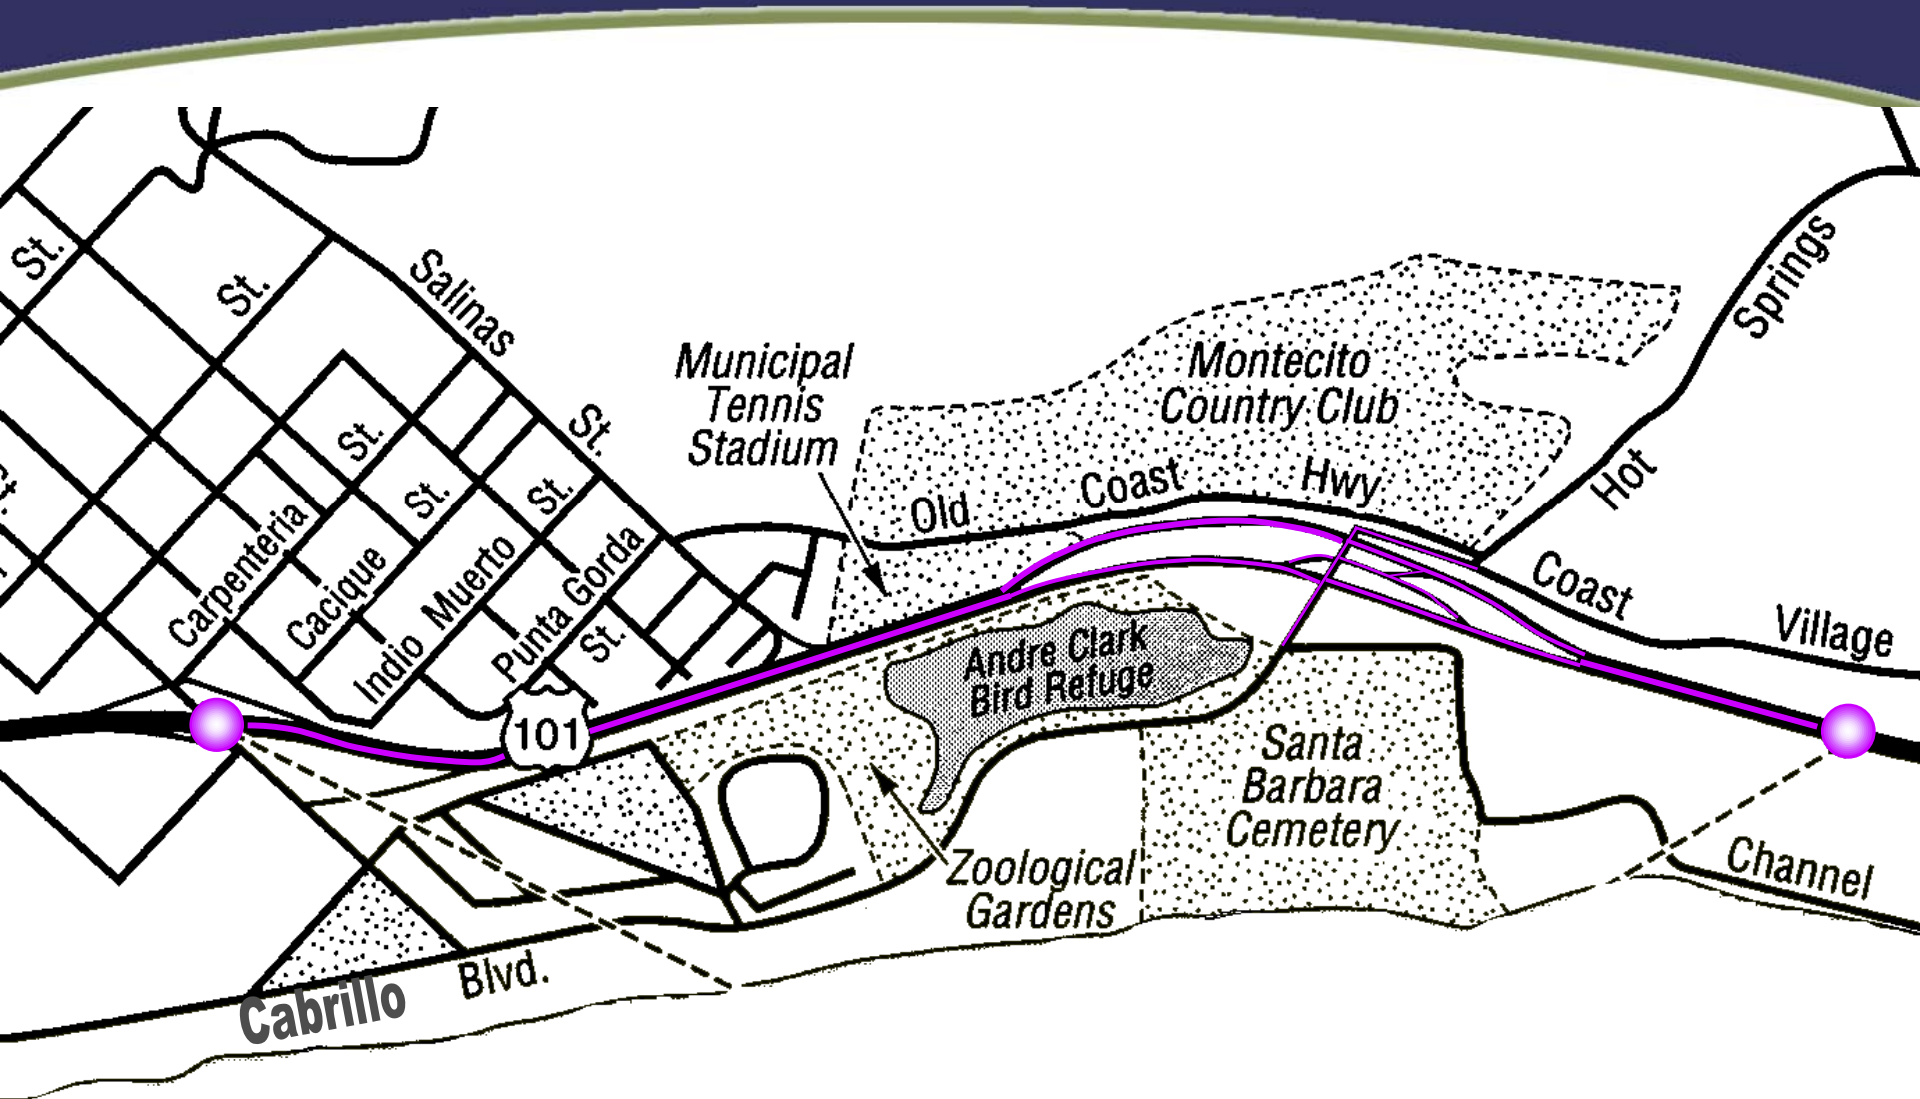 St.
St.
Salinas
St.
Municipal
Tennis
Stadium
Montecito
Country Club
Springs
Hot
Old Coast Hwy
Coast Village
St.
St.
St.
St.
St.
Carpenteria
Cacique
Indio Muerto
Punta Gorda
101
Andre Clark
Bird Refuge
Santa
Barbara
Cemetery
Zoological
Gardens
Channel
Cabrillo Blvd.